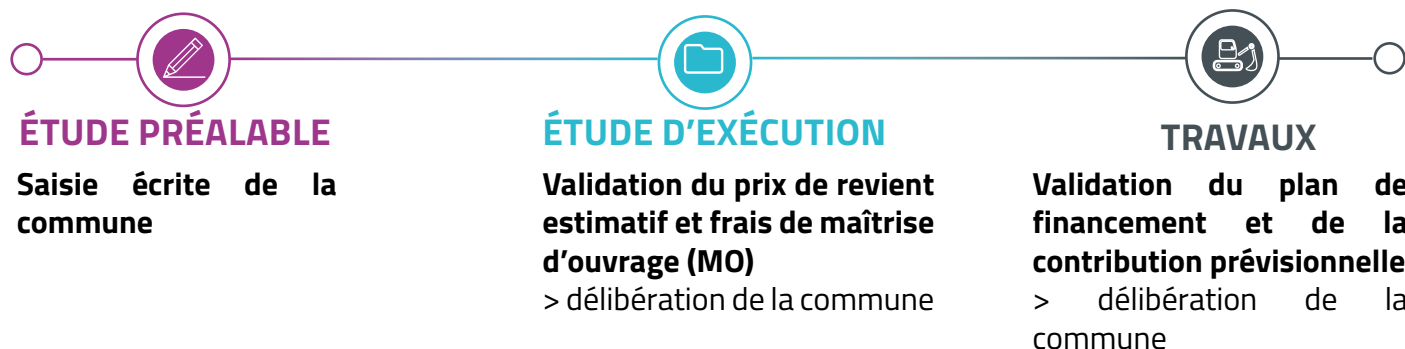 ÉTUDE PRÉALABLE
Saisie écrite de la
commune
ÉTUDE D’EXÉCUTION
Validation du prix de revient
estimatif et frais de maîtrise
d’ouvrage (MO)
> délibération de la commune
TRAVAUX
Validation du plan de
financement et de la
contribution prévisionnelle
> délibération de la
commune